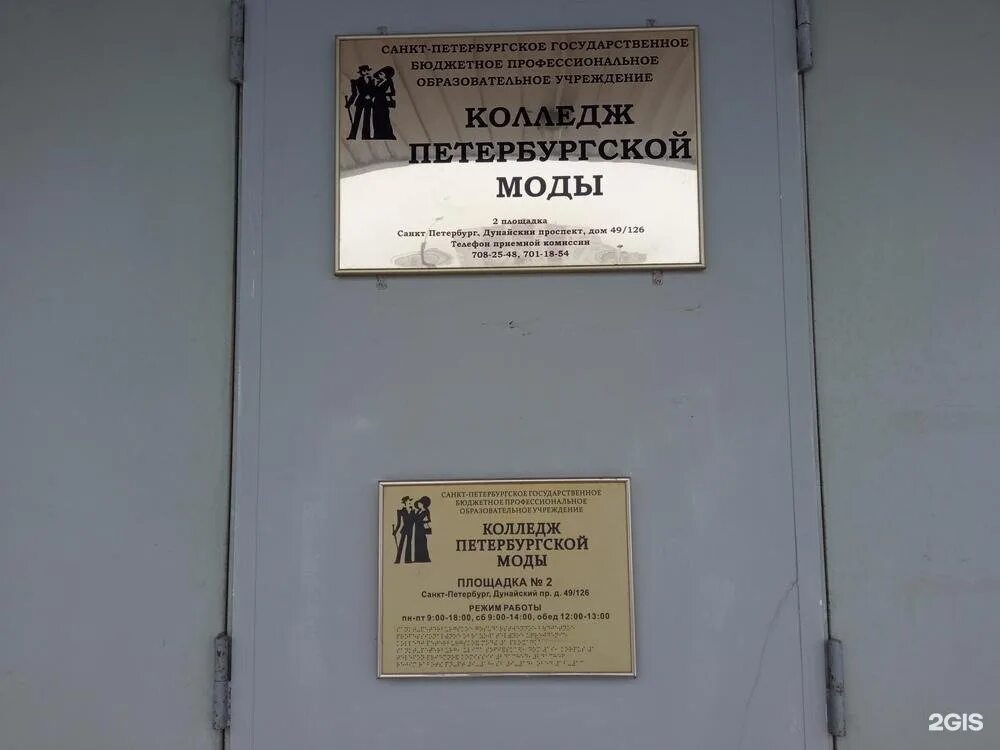 САНКТ-ПЕТЕРБУРГСКОЕ ГОСУДАРСТВЕННОЕ
БЮДЖЕТНОЕ ПРОФЕССИОНАЛЬНОЕ
ОБРАЗОВАТЕЛЬНОЕ УЧРЕЖДЕНИЕ
КОЛЛЕДЖ
ПЕТЕРБУРГСКОЙ
МОДЫ
2 площадка
Санкт Петербург, Дунайский проспект, дом 49/126
Телефон приемной комиссии
708-25-48, 701-18-54
САНКТ-ПЕТЕРБУРГСКОЕ ГОСУДАРСТВЕННОЕ
БЮДЖЕТНОЕ ПРОФЕССИОНАЛЬНОЕ
ОБРАЗОВАТЕЛЬНОЕ УЧРЕЖДЕНИЕ
КОЛЛЕДЖ
ПЕТЕРБУРГСКОЙ
МОДЫ
ПЛОЩАДКА № 2
Санкт-Петербург, Дунайский пр. д. 49/126
РЕЖИМ РАБОТЫ
пн-пт 9:00-18:00, сб 9:00-14:00, обед 12:00-13:00
2GIS